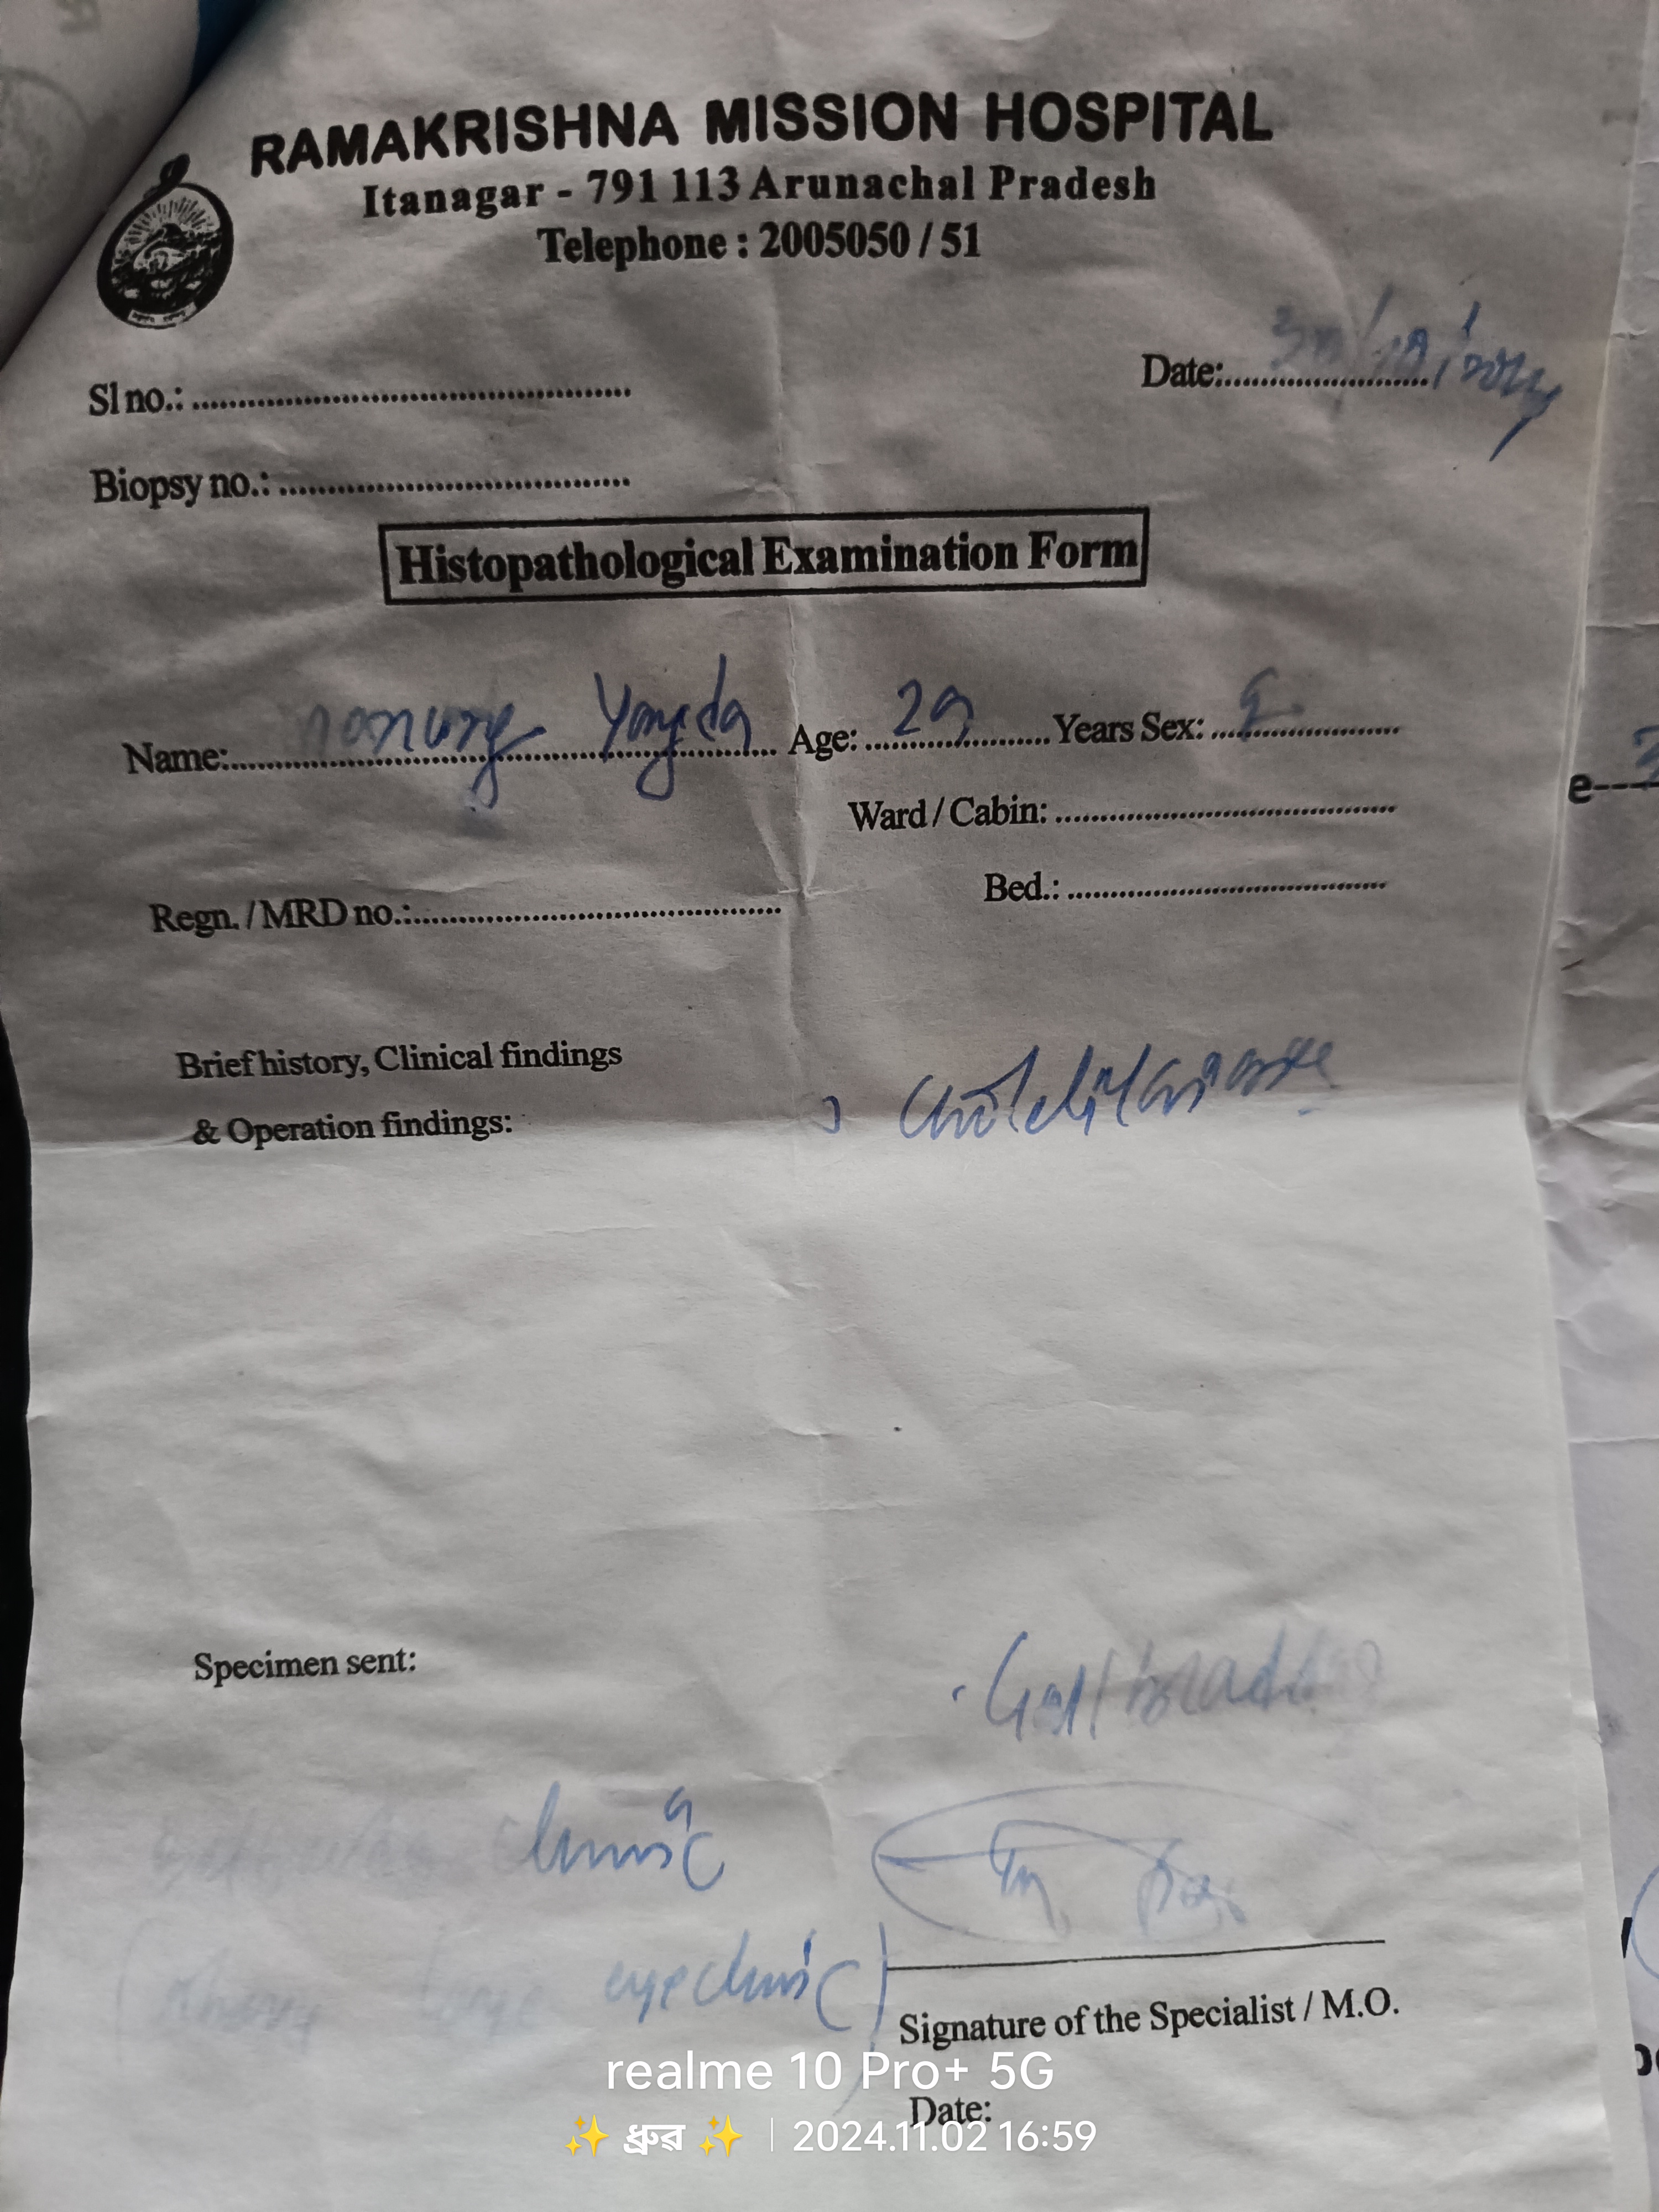 RAMAKRISHNA MISSION HOSPITAL
Itanagar - 791 113 Arunachal Pradesh
Telephone : 2005050 / 51
Sl no.: ........................................
Date:........................
Biopsy no.: ........................................
Histopathological Examination Form
Name:........................ Age: 29 Years Sex: F
Ward / Cabin: ........................................
Regn. / MRD no.:........................................
Bed.: ........................................
Brief history, Clinical findings
& Operation findings:
Specimen sent: Gallbladder
clinic
eye clinic)
Signature of the Specialist / M.O.
realme 10 Pro+ 5G
Date:
✨ ধ্রুৱ ✨ | 2024.11.02 16:59